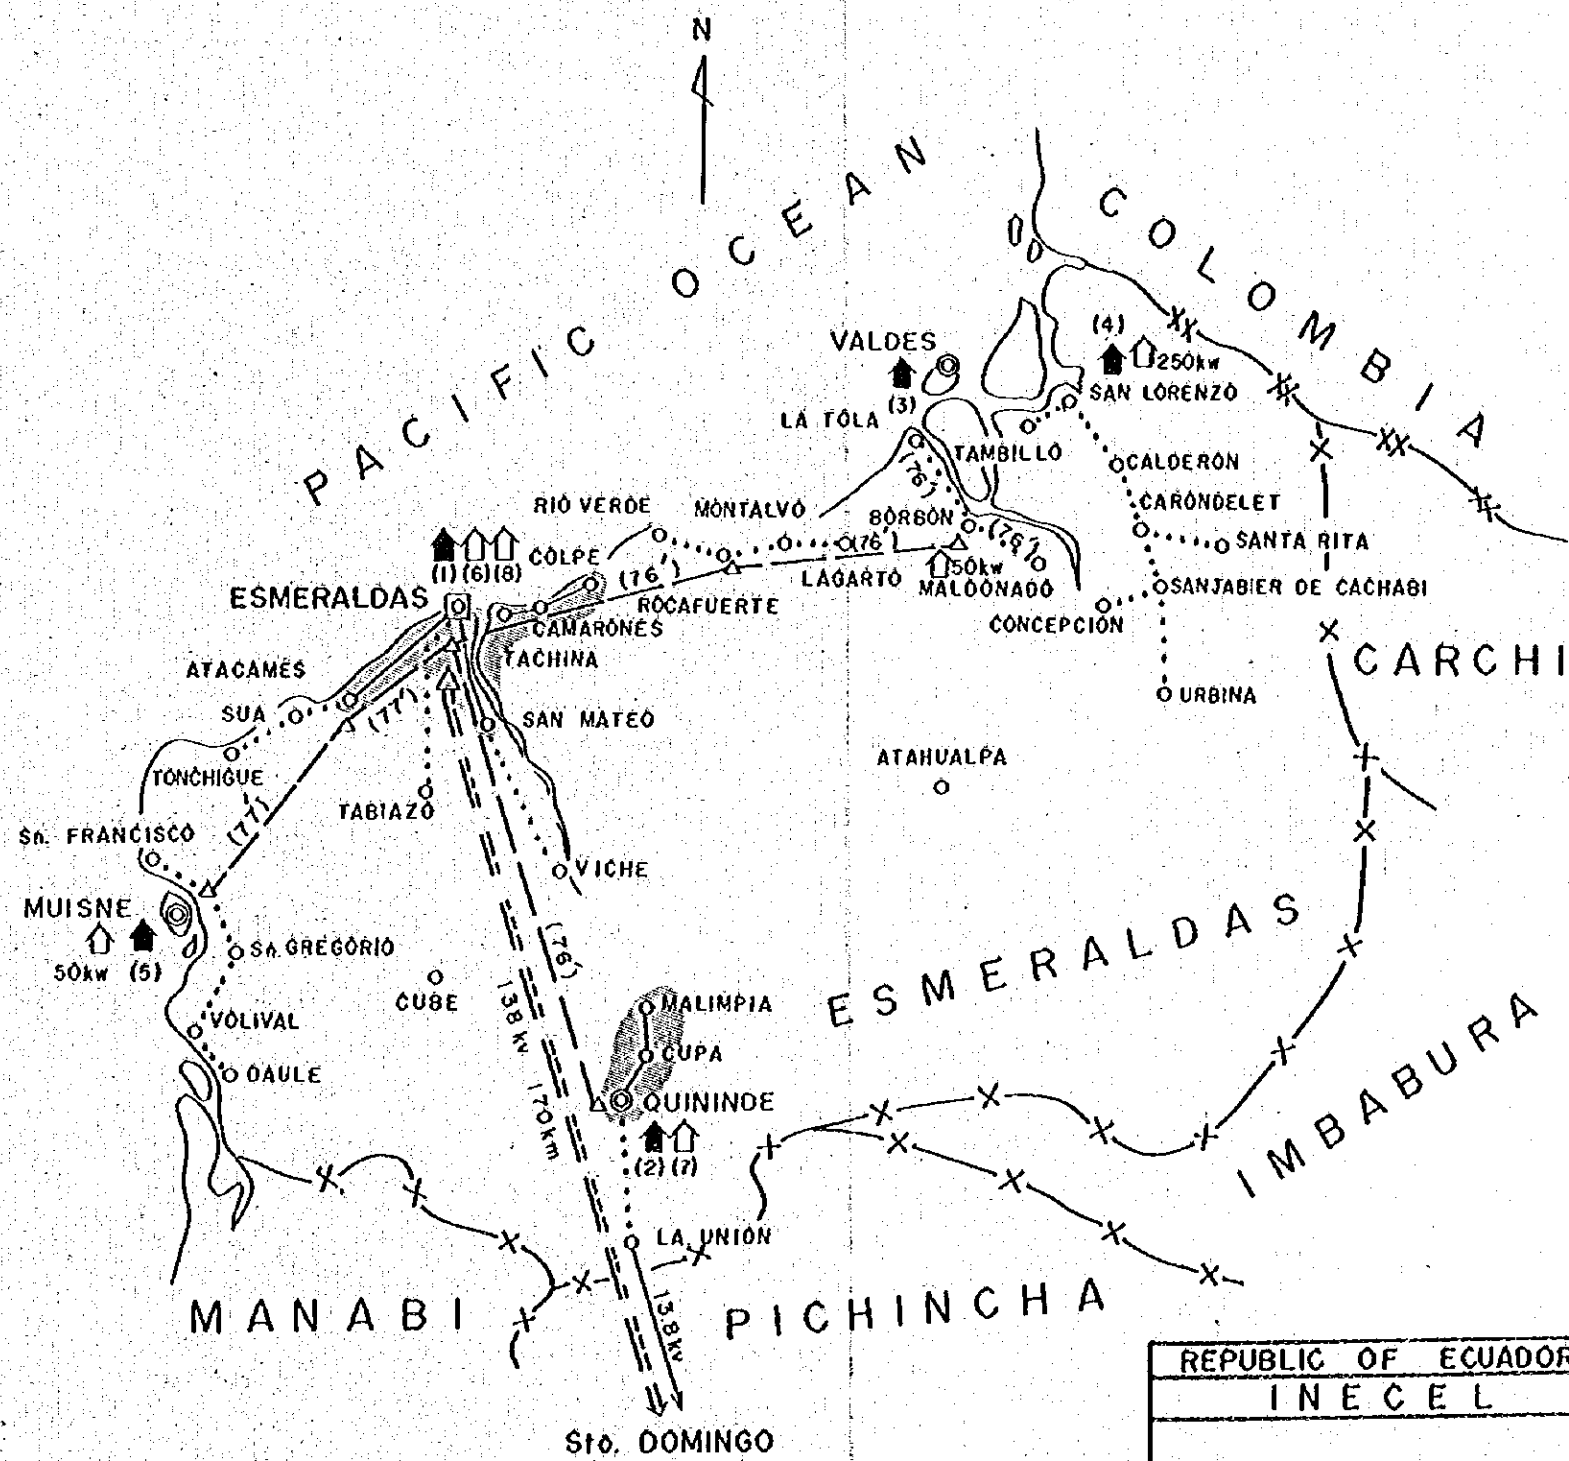 N
PACIFIC OCEAN
COLOMBIA
VALDES
(3)
(4)
250kw
SAN LORENZO
LA TOLA
TAMBILLO
CALDERON
(76')
RIO VERDE
MONTALVO
BORBON
CARONDELET
(76')
(76')
SANTA RITA
(1) (6) (8)
COLPE
(76')
LAGARTO
50kw
MALDONADO
SANJABIER DE CACHABI
ESMERALDAS
ROCAFUERTE
CAMARONES
CONCEPCION
TACHINA
CARCHI
ATACAMES
URBINA
SUA
(77')
SAN MATEO
ATAHUALPA
TONCHIGUE
TABIAZO
(77')
Sn. FRANCISCO
VICHE
MUISNE
50kw (5)
Sn. GREGORIO
(76')
CUBE
138 kv 170km
MALIMPIA
ESMERALDAS
VOLIVAL
CUPA
DAULE
QUININDE
(2) (7)
IMBABURA
LA UNION
13.8kv
MANABI
PICHINCHA
Sto. DOMINGO
REPUBLIC OF ECUADOR
INECEL